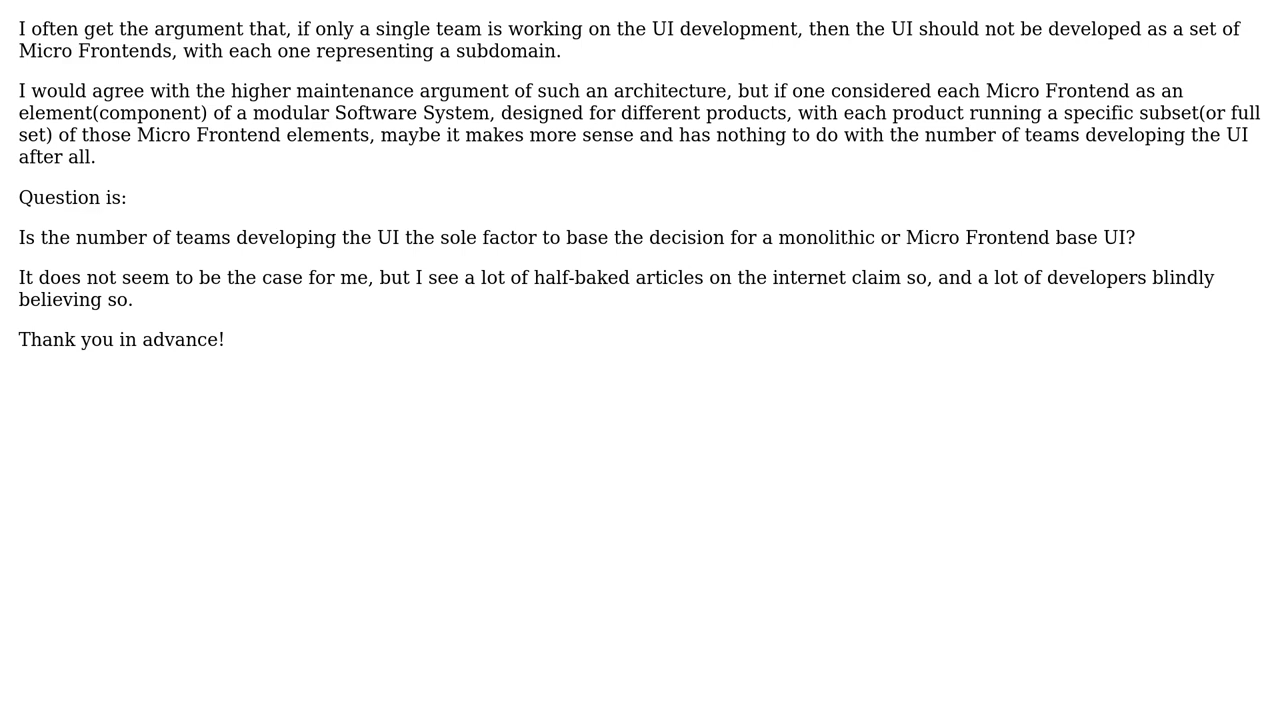 I often get the argument that, if only a single team is working on the UI development, then the UI should not be developed as a set of
Micro Frontends, with each one representing a subdomain.
I would agree with the higher maintenance argument of such an architecture, but if one considered each Micro Frontend as an
element(component) of a modular Software System, designed for different products, with each product running a specific subset(or full
set) of those Micro Frontend elements, maybe it makes more sense and has nothing to do with the number of teams developing the UI
after all.
Question is:
Is the number of teams developing the UI the sole factor to base the decision for a monolithic or Micro Frontend base UI?
It does not seem to be the case for me, but I see a lot of half-baked articles on the internet claim so, and a lot of developers blindly
believing so.
Thank you in advance!